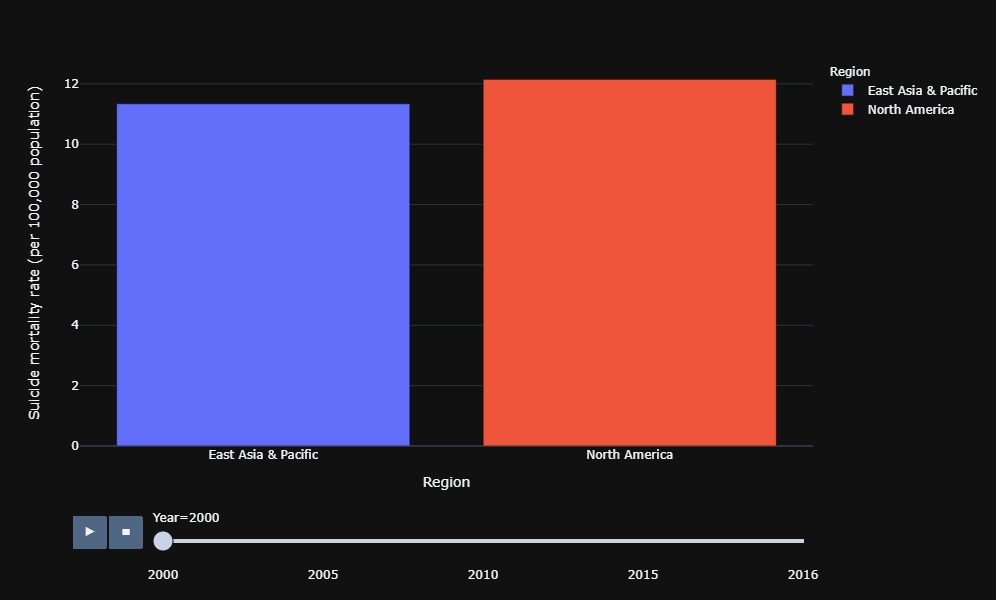 Region
East Asia & Pacific
North America
Suicide mortality rate (per 100,000 population)
12
10
8
6
4
2
0
East Asia & Pacific
North America
Region
Year=2000
2000
2005
2010
2015
2016